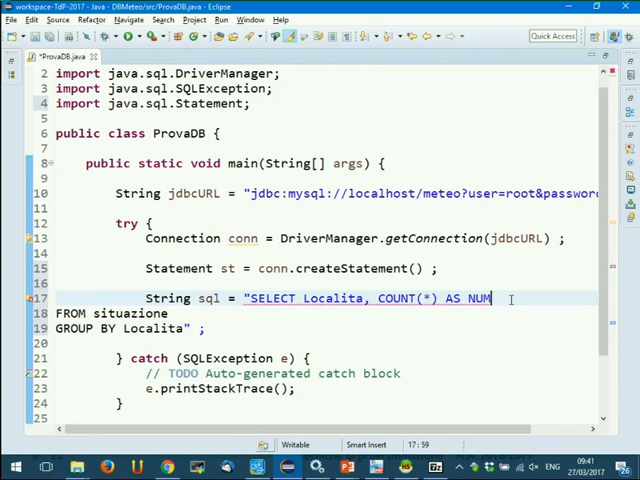 workspace-TdP-2017 - Java - DBMeteo/src/ProvaDB.java - Eclipse
File Edit Source Refactor Navigate Search Project Run Window Help
Quick Access
*ProvaDB.java
2 import java.sql.DriverManager;
3 import java.sql.SQLException;
4 import java.sql.Statement;
5
6 public class ProvaDB {
7
8 public static void main(String[] args) {
9
10 String jdbcURL = "jdbc:mysql://localhost/meteo?user=root&password
11
12 try {
13 Connection conn = DriverManager.getConnection(jdbcURL) ;
14
15 Statement st = conn.createStatement() ;
16
17 String sql = "SELECT Localita, COUNT(*) AS NUM
18 FROM situazione
19 GROUP BY Localita" ;
20
21 } catch (SQLException e) {
22 // TODO Auto-generated catch block
23 e.printStackTrace();
24 }
25
Writable Smart Insert 17 : 59
09:41
27/03/2017
26